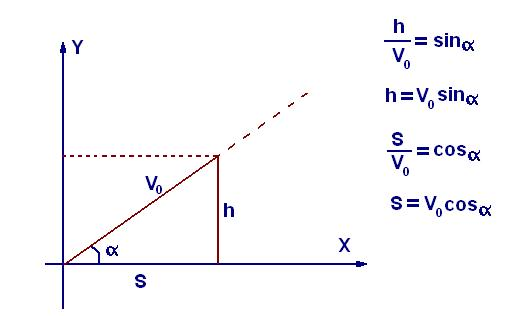 Y
V₀
h
α
X
S
h/V₀ = sinα
h = V₀ sinα
S/V₀ = cosα
S = V₀ cosα